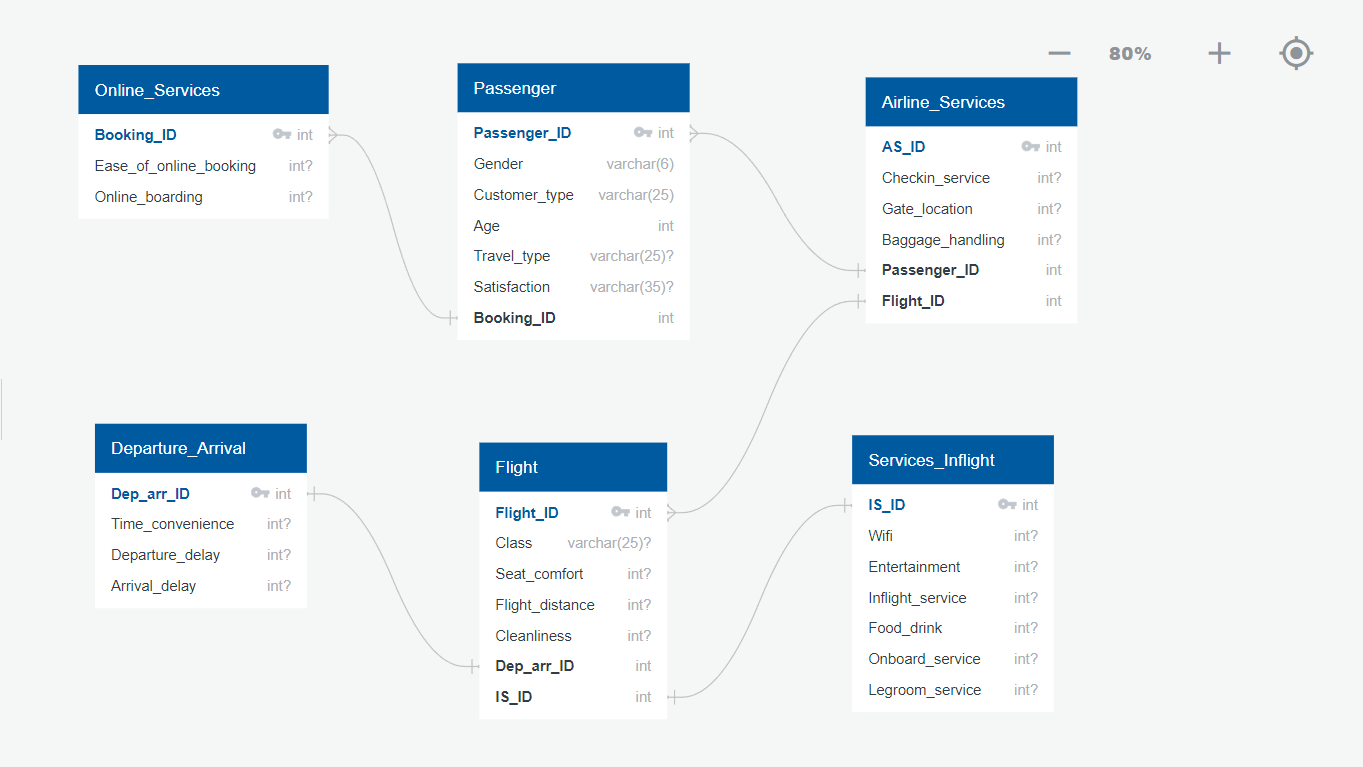 80%
Online_Services
Booking_ID int
Ease_of_online_booking int?
Online_boarding int?
Passenger
Passenger_ID int
Gender varchar(6)
Customer_type varchar(25)
Age int
Travel_type varchar(25)?
Satisfaction varchar(35)?
Booking_ID int
Airline_Services
AS_ID int
Checkin_service int?
Gate_location int?
Baggage_handling int?
Passenger_ID int
Flight_ID int
Departure_Arrival
Dep_arr_ID int
Time_convenience int?
Departure_delay int?
Arrival_delay int?
Flight
Flight_ID int
Class varchar(25)?
Seat_comfort int?
Flight_distance int?
Cleanliness int?
Dep_arr_ID int
IS_ID int
Services_Inflight
IS_ID int
Wifi int?
Entertainment int?
Inflight_service int?
Food_drink int?
Onboard_service int?
Legroom_service int?